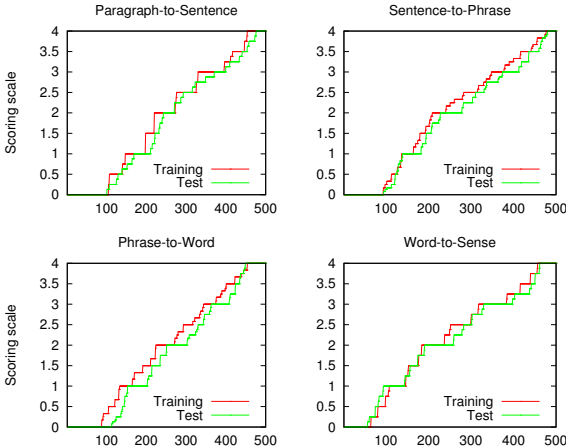 Paragraph-to-Sentence
Sentence-to-Phrase
4
3.5
3
2.5
2
1.5
1
0.5
0
Scoring scale
Training
Test
100 200 300 400 500
4
3.5
3
2.5
2
1.5
1
0.5
0
Training
Test
100 200 300 400 500
Phrase-to-Word
Word-to-Sense
4
3.5
3
2.5
2
1.5
1
0.5
0
Scoring scale
Training
Test
100 200 300 400 500
4
3.5
3
2.5
2
1.5
1
0.5
0
Training
Test
100 200 300 400 500